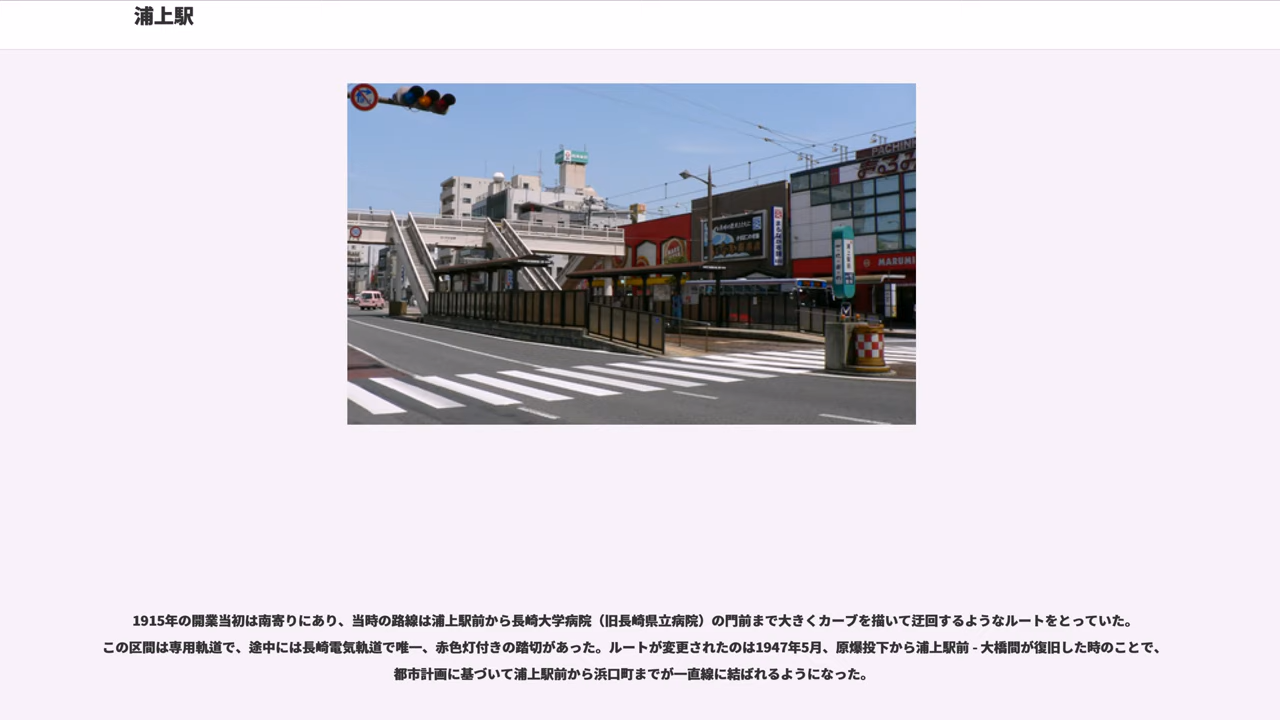 浦上駅
PACHIN
MARUMI
1915年の開業当初は南寄りにあり、当時の路線は浦上駅前から長崎大学病院（旧長崎県立病院）の門前まで大きくカーブを描いて迂回するようなルートをとっていた。
この区間は専用軌道で、途中には長崎電気軌道で唯一、赤色灯付きの踏切があった。ルートが変更されたのは1947年5月、原爆投下から浦上駅前 - 大橋間が復旧した時のことで、
都市計画に基づいて浦上駅前から浜口町までが一直線に結ばれるようになった。